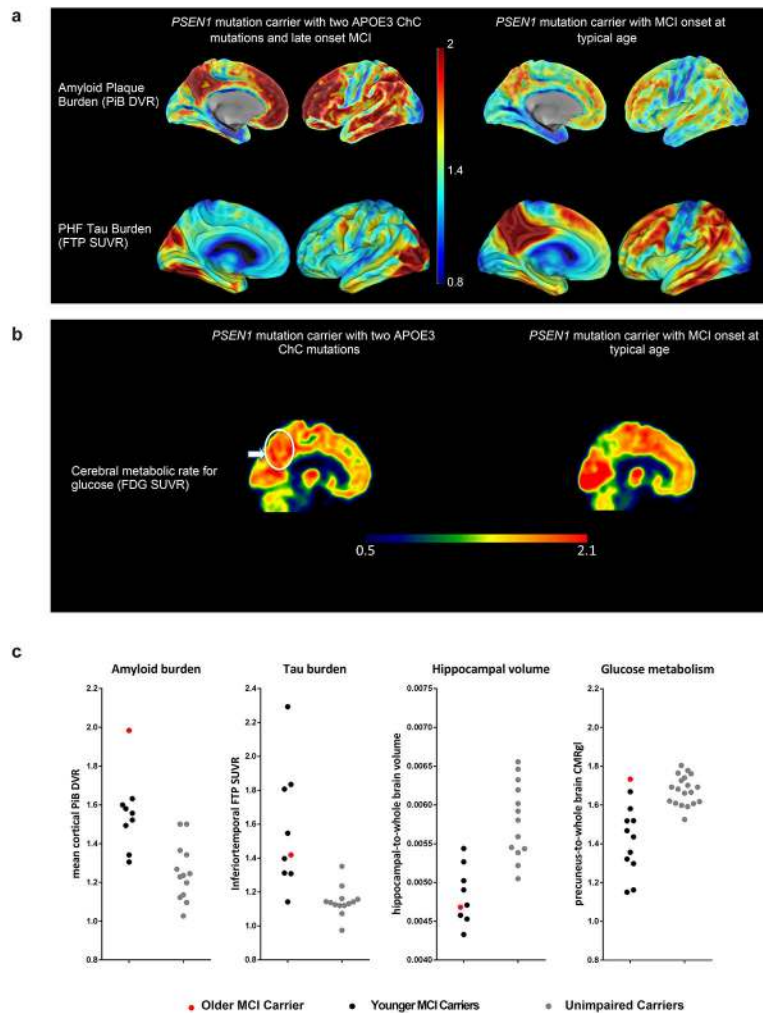 a
PSEN1 mutation carrier with two APOE3 ChC
mutations and late onset MCI
PSEN1 mutation carrier with MCI onset at
typical age
Amyloid Plaque
Burden (PiB DVR)
2
1.4
0.8
PHF Tau Burden
(FTP SUVR)
b
PSEN1 mutation carrier with two APOE3
ChC mutations
PSEN1 mutation carrier with MCI onset at
typical age
Cerebral metabolic rate for
glucose (FDG SUVR)
0.5
2.1
c
Amyloid burden
mean cortical PiB DVR
2.2
2.0
1.8
1.6
1.4
1.2
1.0
0.8
Tau burden
Inferiortemporal FTP SUVR
2.4
2.2
2.0
1.8
1.6
1.4
1.2
1.0
0.8
Hippocampal volume
hippocampal-to-whole brain volume
0.0075
0.0070
0.0065
0.0060
0.0055
0.0050
0.0045
0.0040
Glucose metabolism
precuneus-to-whole brain CMRgl
2.2
2.0
1.8
1.6
1.4
1.2
1.0
0.8
Older MCI Carrier
Younger MCI Carriers
Unimpaired Carriers